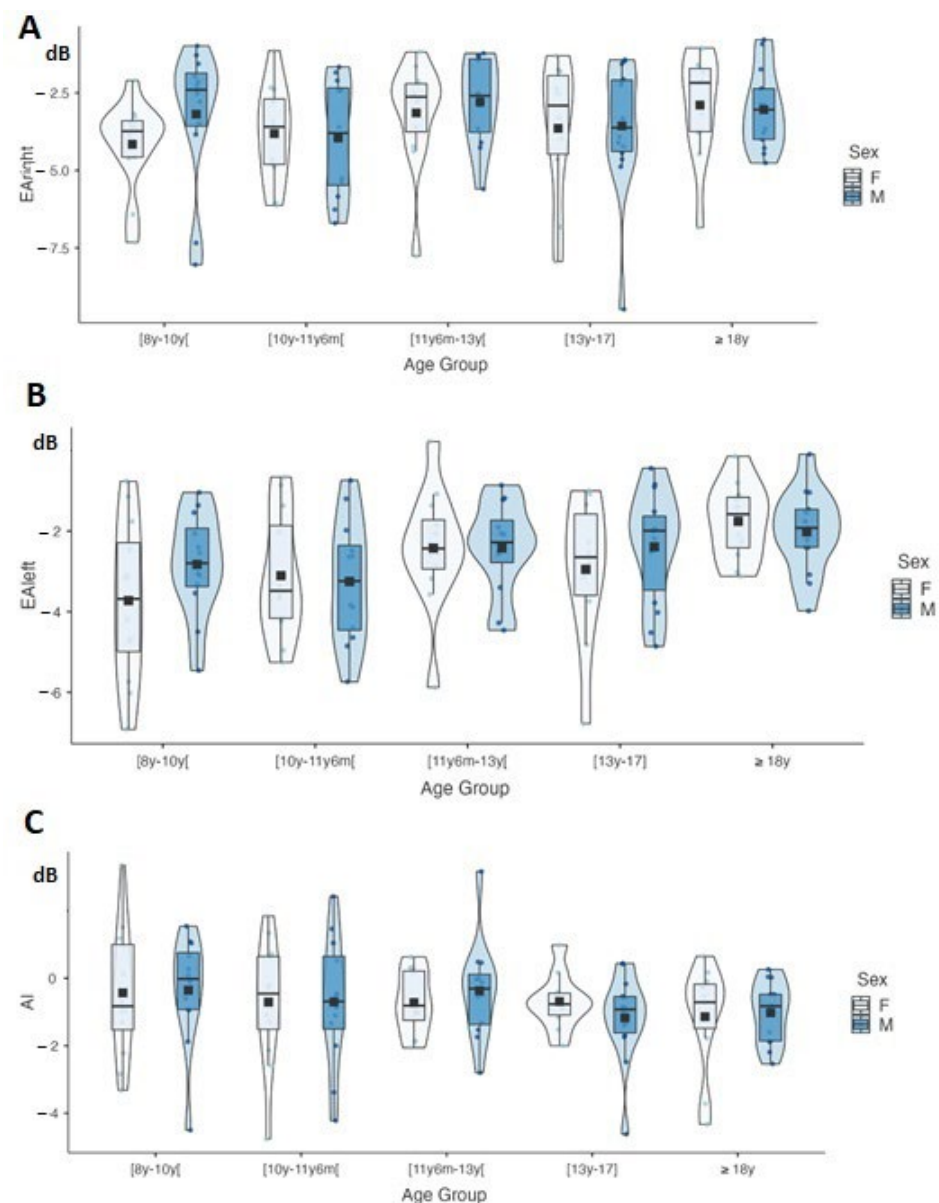 A
dB
−2.5
−5.0
−7.5
EAright
[8y-10y[
[10y-11y6m[
[11y6m-13y[
[13y-17]
≥ 18y
Age Group
Sex
F
M
B
dB
−2
−4
−6
EAleft
[8y-10y[
[10y-11y6m[
[11y6m-13y[
[13y-17]
≥ 18y
Age Group
Sex
F
M
C
dB
0
−2
−4
AI
[8y-10y[
[10y-11y6m[
[11y6m-13y[
[13y-17]
≥ 18y
Age Group
Sex
F
M